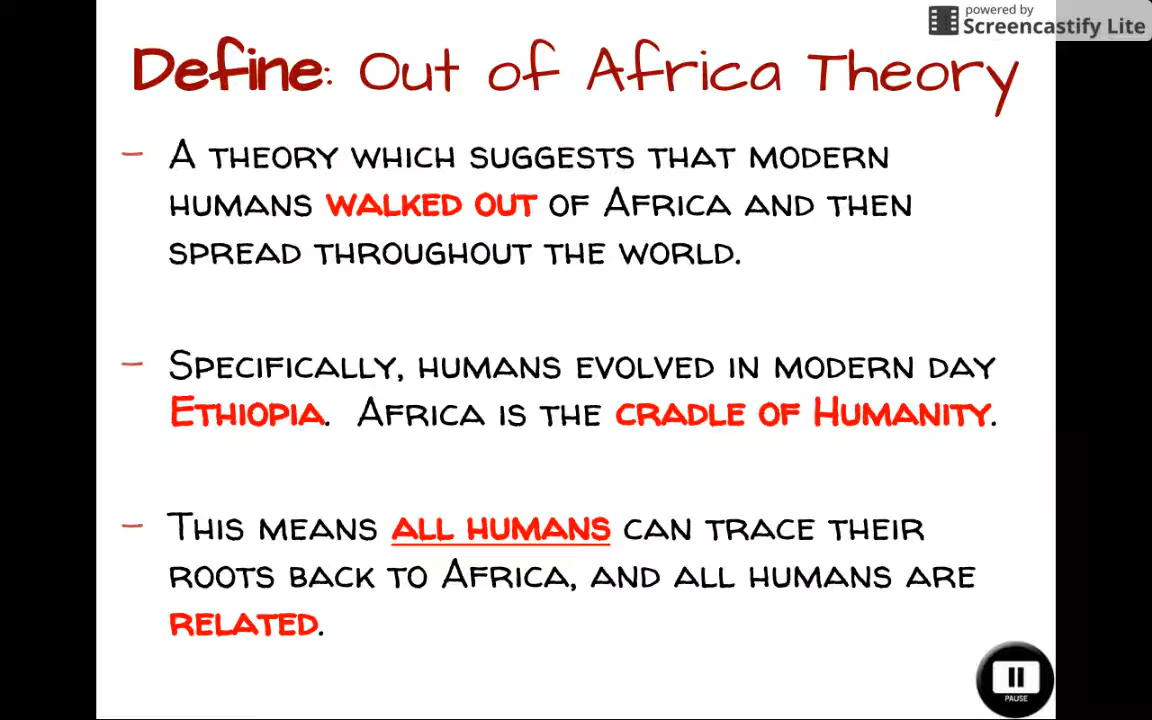 powered by
Screencastify Lite
Define: Out of Africa Theory
- A theory which suggests that modern
humans walked out of Africa and then
spread throughout the world.
- Specifically, humans evolved in modern day
Ethiopia. Africa is the cradle of Humanity.
- This means all humans can trace their
roots back to Africa, and all humans are
related.
PAUSE